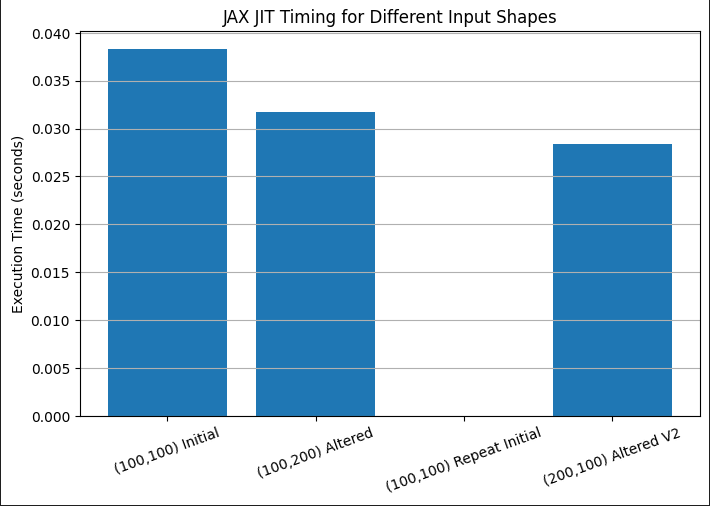 JAX JIT Timing for Different Input Shapes
0.040
0.035
0.030
0.025
0.020
0.015
0.010
0.005
0.000
Execution Time (seconds)
(100,100) Initial
(100,200) Altered
(100,100) Repeat Initial
(200,100) Altered V2